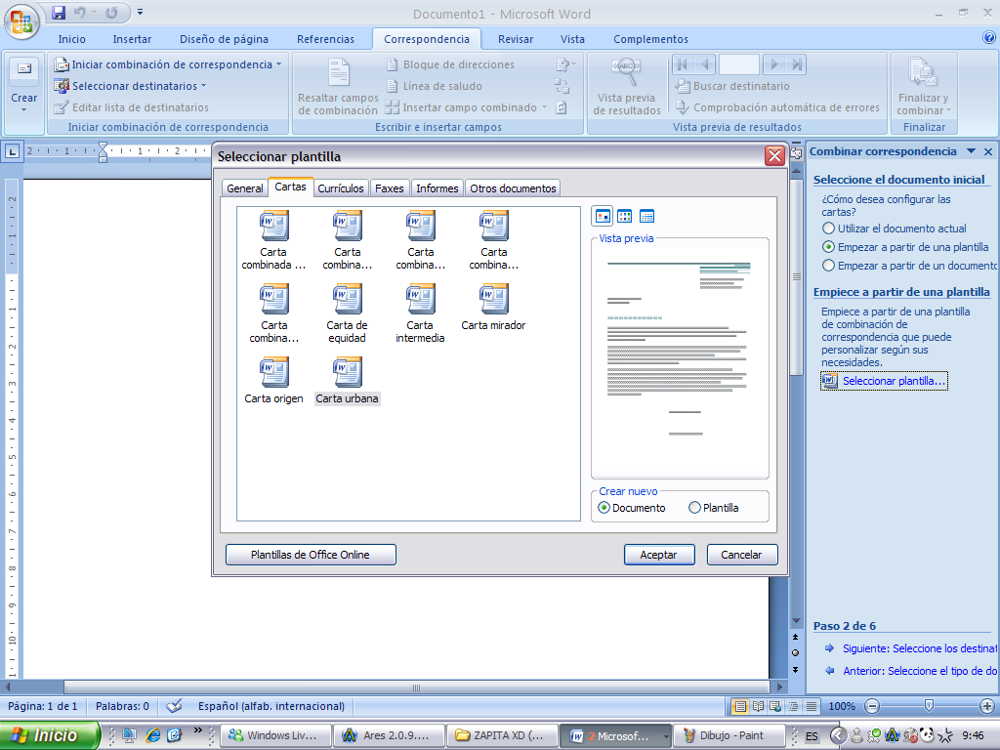 Documento1 - Microsoft Word
Inicio
Insertar
Diseño de página
Referencias
Correspondencia
Revisar
Vista
Complementos
Crear
Iniciar combinación de correspondencia
Seleccionar destinatarios
Editar lista de destinatarios
Iniciar combinación de correspondencia
Resaltar campos
de combinación
Bloque de direcciones
Línea de saludo
Insertar campo combinado
Escribir e insertar campos
«ABC»
Vista previa
de resultados
Buscar destinatario
Comprobación automática de errores
Vista previa de resultados
Finalizar y
combinar
Finalizar
2 · 1 · 1 · 2
Seleccionar plantilla
General
Cartas
Currículos
Faxes
Informes
Otros documentos
Carta
combinada ...
Carta
combina...
Carta
combina...
Carta
combina...
Carta
combina...
Carta de
equidad
Carta
intermedia
Carta mirador
Carta origen
Carta urbana
Vista previa
Crear nuevo
Documento
Plantilla
Plantillas de Office Online
Aceptar
Cancelar
Combinar correspondencia
Seleccione el documento inicial
¿Cómo desea configurar las
cartas?
Utilizar el documento actual
Empezar a partir de una plantilla
Empezar a partir de un documento
Empiece a partir de una plantilla
Empiece a partir de una plantilla
de combinación de
correspondencia que puede
personalizar según sus
necesidades.
Seleccionar plantilla...
Paso 2 de 6
Siguiente: Seleccione los destinat
Anterior: Seleccione el tipo de do
Página: 1 de 1
Palabras: 0
Español (alfab. internacional)
100%
Inicio
»
Windows Liv...
Ares 2.0.9....
ZAPITA XD (...
? Microsof...
Dibujo - Paint
ES
9:46